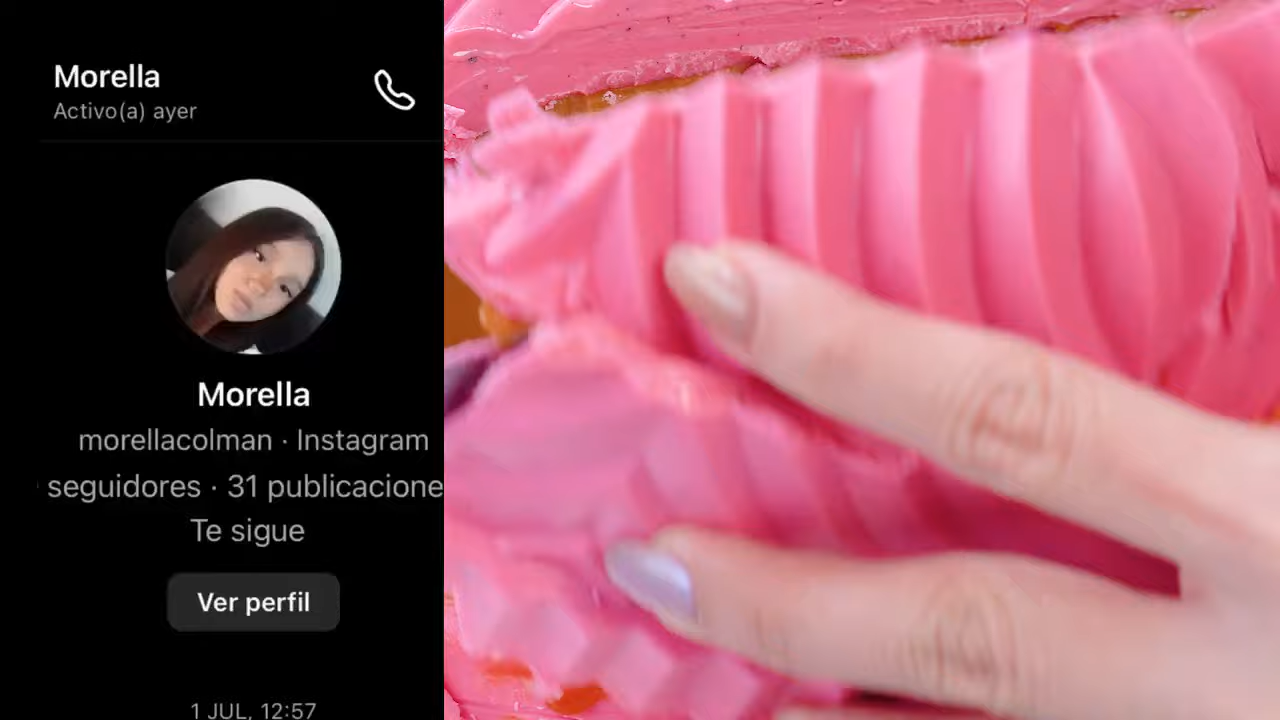 Morella
Activo(a) ayer
Morella
morellacolman · Instagram
seguidores · 31 publicacione
Te sigue
Ver perfil
1 JUL, 12:57